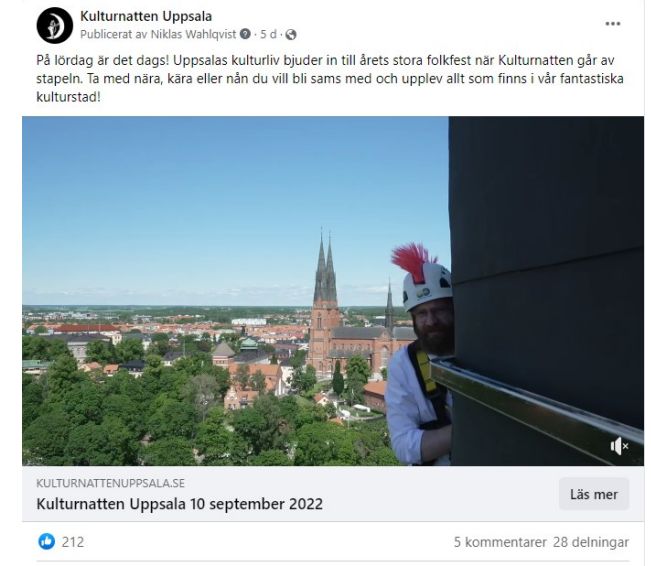 Kulturnatten Uppsala
Publicerat av Niklas Wahlqvist · 5 d ·
På lördag är det dags! Uppsalas kulturliv bjuder in till årets stora folkfest när Kulturnatten går av
stapeln. Ta med nära, kära eller nån du vill bli sams med och upplev allt som finns i vår fantastiska
kulturstad!
KULTURNATTENUPPSALA.SE
Kulturnatten Uppsala 10 september 2022
Läs mer
212
5 kommentarer 28 delningar